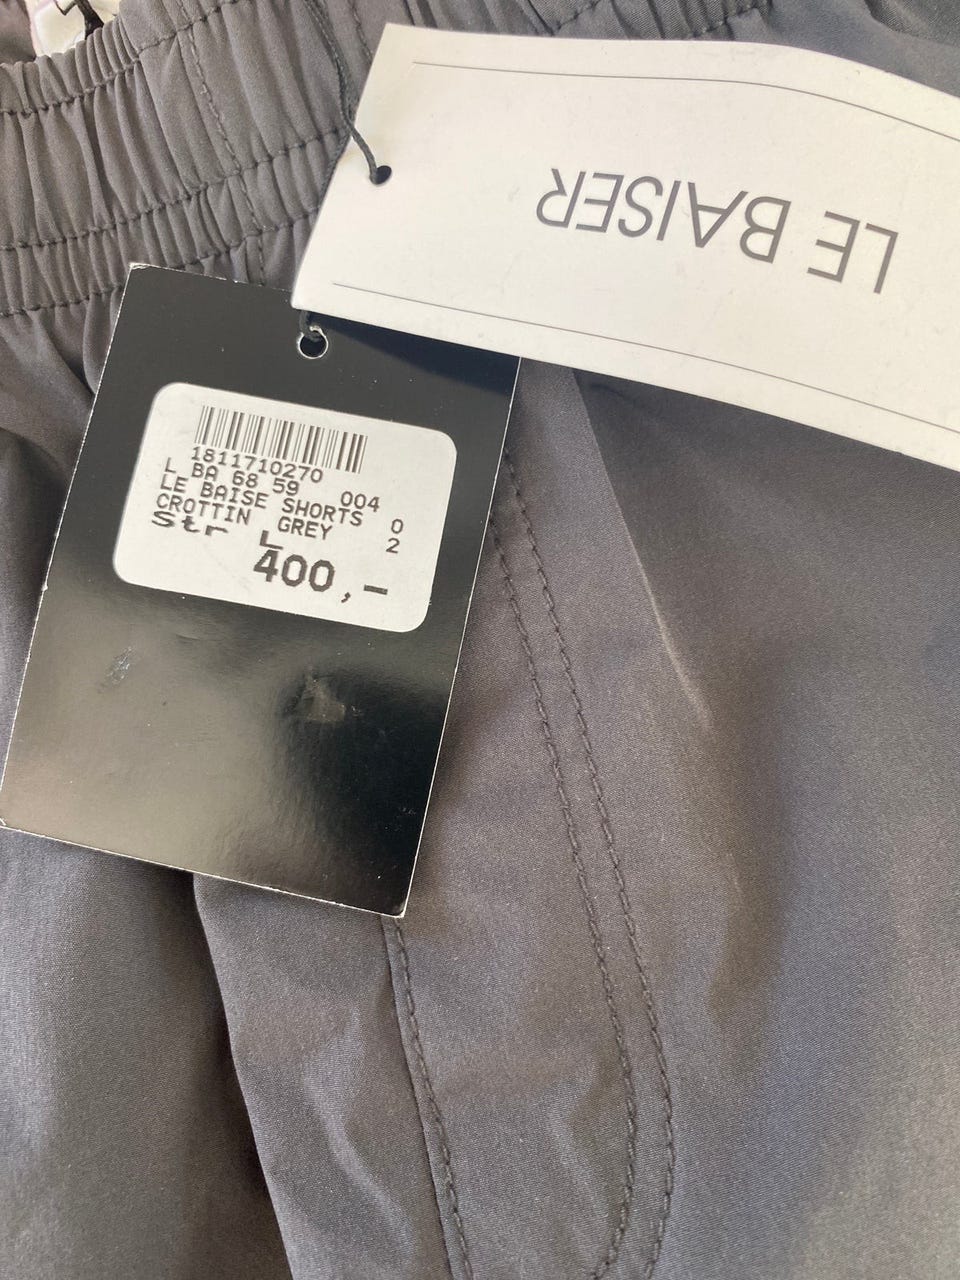 LE BAISER
1811710270
L BA 68 59 004 0
LE BAISE SHORTS 2
CROTTIN GREY
Str L
400,-